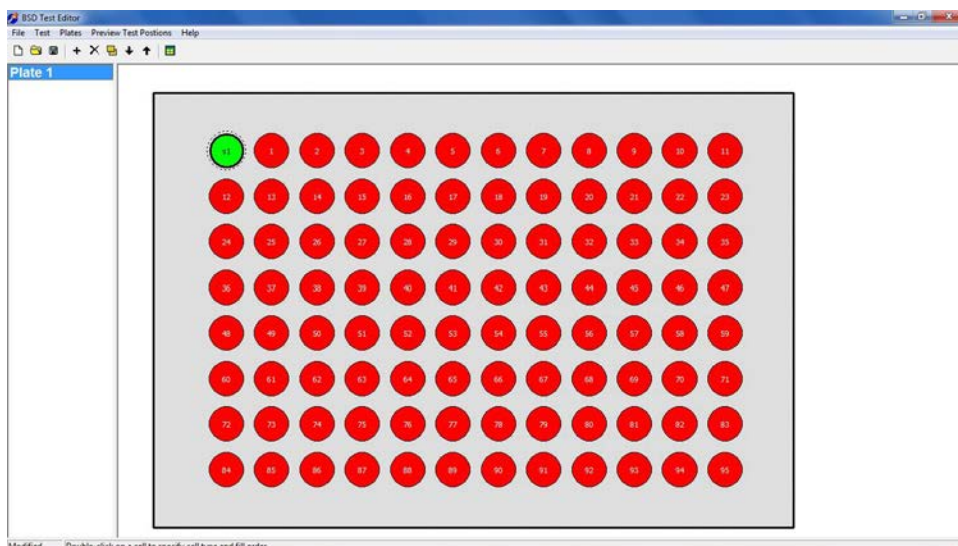 BSD Test Editor
File Test Plates Preview Test Postions Help
Plate 1
s1 1 2 3 4 5 6 7 8 9 10 11
12 13 14 15 16 17 18 19 20 21 22 23
24 25 26 27 28 29 30 31 32 33 34 35
36 37 38 39 40 41 42 43 44 45 46 47
48 49 50 51 52 53 54 55 56 57 58 59
60 61 62 63 64 65 66 67 68 69 70 71
72 73 74 75 76 77 78 79 80 81 82 83
84 85 86 87 88 89 90 91 92 93 94 95
Modified Double click on a cell to specify cell type and fill order